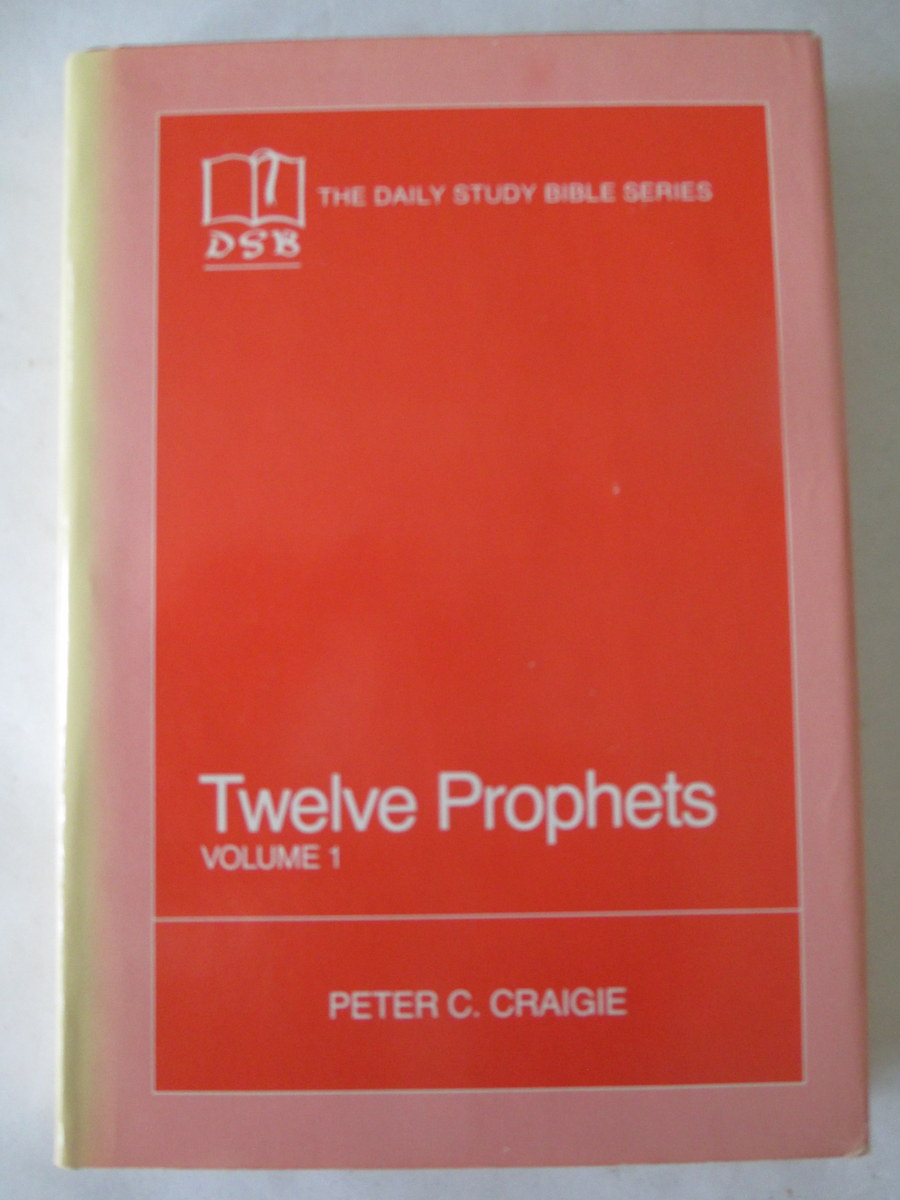 THE DAILY STUDY BIBLE SERIES
DSB
Twelve Prophets
VOLUME 1
PETER C. CRAIGIE